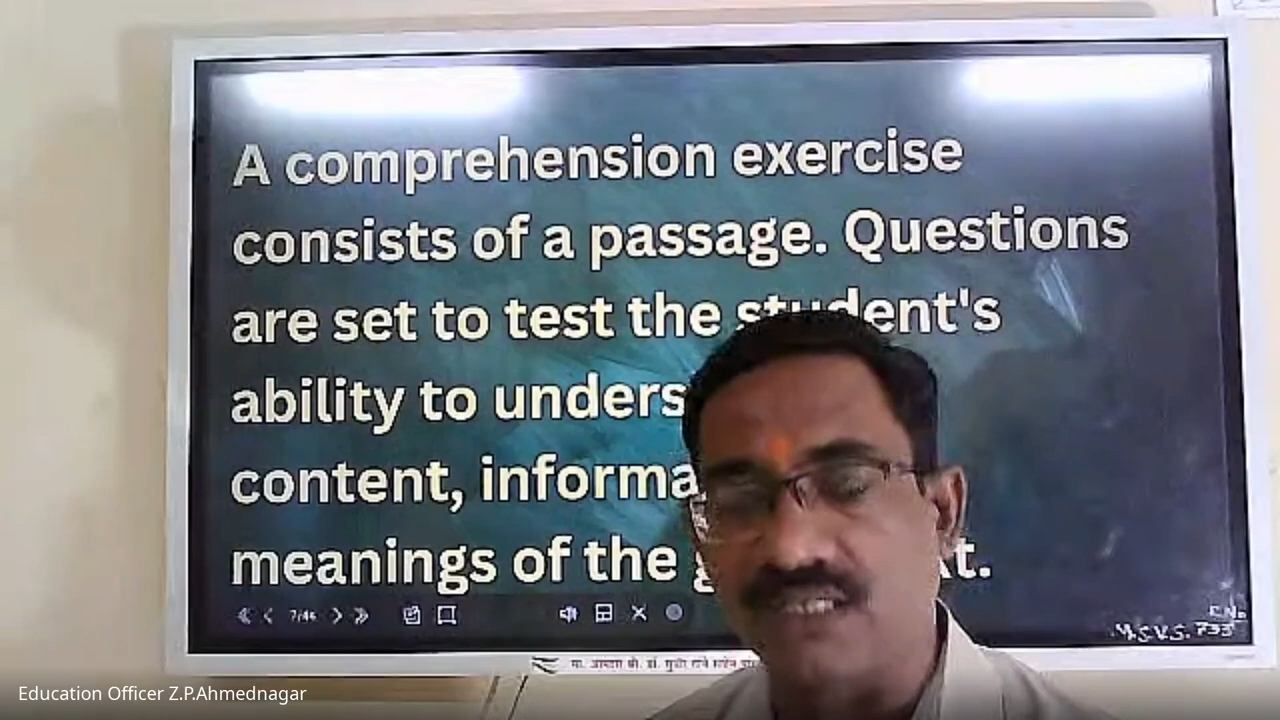 A comprehension exercise
consists of a passage. Questions
are set to test the student's
ability to unders
content, informa
meanings of the g t.
7/46
M.S.V.S. 733
Education Officer Z.P.Ahmednagar